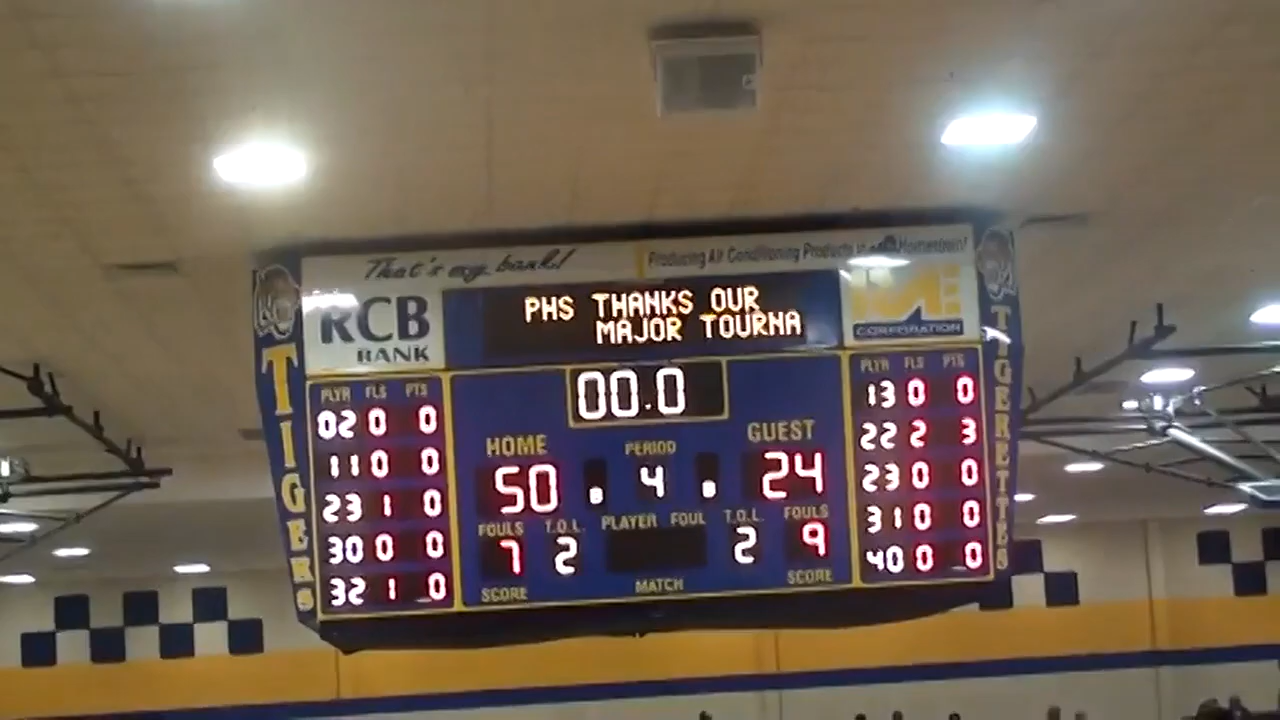 That's my bank!
RCB
BANK
Producing Air Conditioning Products in Hometown!
CORPORATION
PHS THANKS OUR
MAJOR TOURNA
00.0
TIGERS
TIGERETTES
PLYR FLS PTS
02 0 0
11 0 0
23 1 0
30 0 0
32 1 0
HOME
50
PERIOD
4
GUEST
24
FOULS T.O.L. PLAYER FOUL T.O.L. FOULS
7 2 2 9
SCORE MATCH SCORE
PLYR FLS PTS
13 0 0
22 2 3
23 0 0
31 0 0
40 0 0